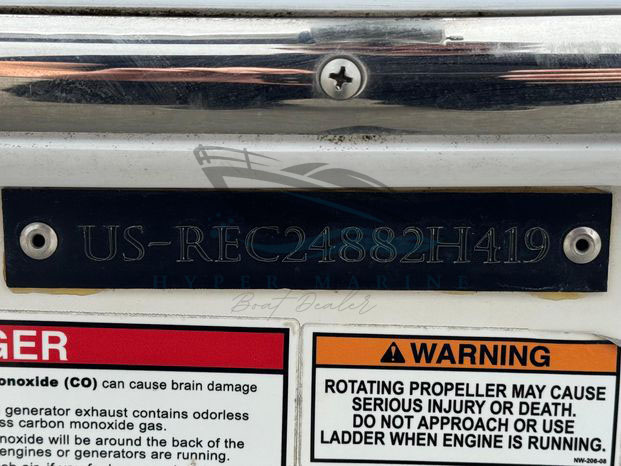 US-REC24882H419
HYPER MARINE
Boat Dealer
GER
onoxide (CO) can cause brain damage
generator exhaust contains odorless
ss carbon monoxide gas.
noxide will be around the back of the
engines or generators are running.
WARNING
ROTATING PROPELLER MAY CAUSE
SERIOUS INJURY OR DEATH.
DO NOT APPROACH OR USE
LADDER WHEN ENGINE IS RUNNING.
NW-206-08